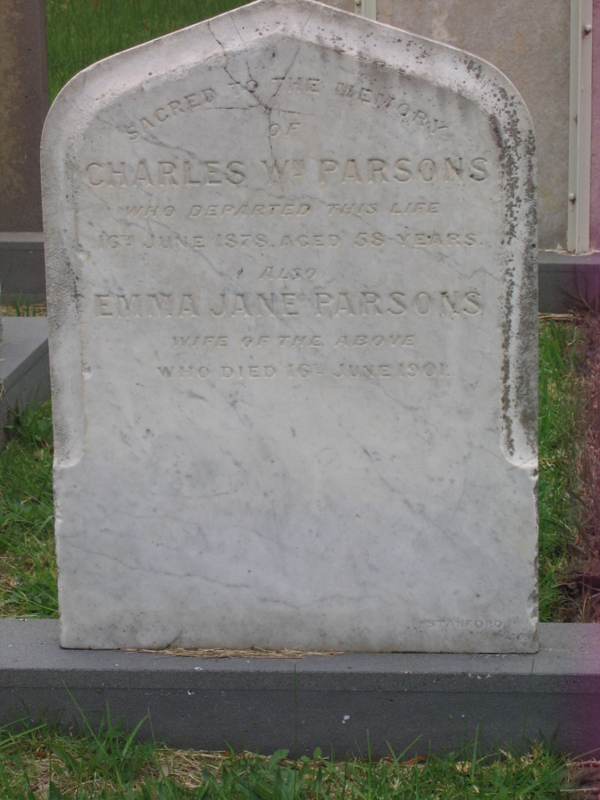 SACRED TO THE MEMORY
OF
CHARLES WM PARSONS
WHO DEPARTED THIS LIFE
16TH JUNE 1878. AGED 58 YEARS.
ALSO
EMMA JANE PARSONS
WIFE OF THE ABOVE
WHO DIED 16TH JUNE 1901.
STANFORD